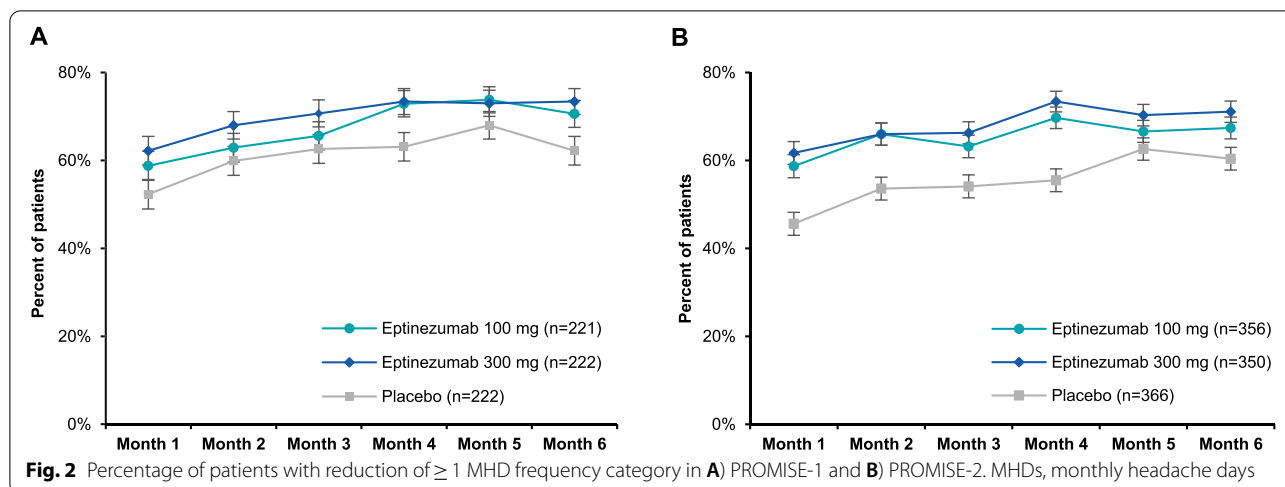 A
80%
60%
40%
20%
0%
Percent of patients
Eptinezumab 100 mg (n=221)
Eptinezumab 300 mg (n=222)
Placebo (n=222)
Month 1 Month 2 Month 3 Month 4 Month 5 Month 6
B
80%
60%
40%
20%
0%
Percent of patients
Eptinezumab 100 mg (n=356)
Eptinezumab 300 mg (n=350)
Placebo (n=366)
Month 1 Month 2 Month 3 Month 4 Month 5 Month 6
Fig. 2 Percentage of patients with reduction of ≥ 1 MHD frequency category in A) PROMISE-1 and B) PROMISE-2. MHDs, monthly headache days